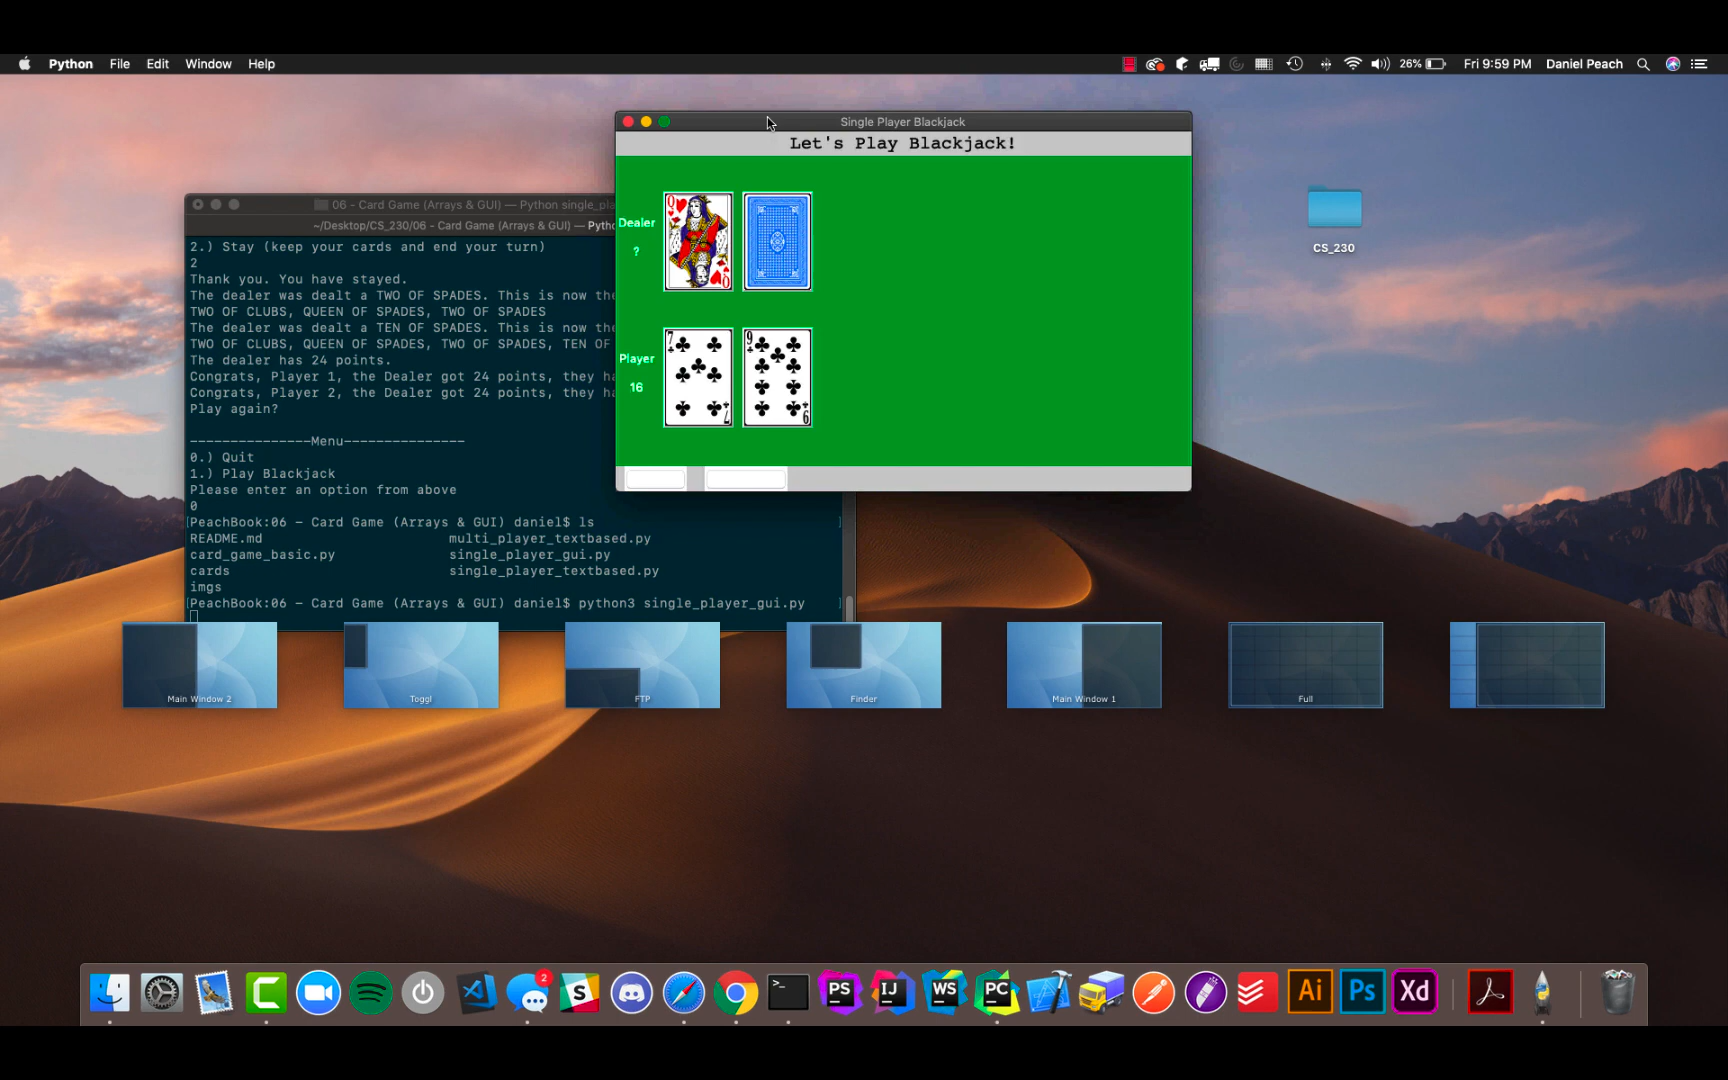 Python File Edit Window Help
26% Fri 9:59 PM Daniel Peach
Single Player Blackjack
Let's Play Blackjack!
Dealer
?
Q
Q
Player
16
7
7
9
9
CS_230
06 - Card Game (Arrays & GUI) — Python single_pla
~/Desktop/CS_230/06 - Card Game (Arrays & GUI) — Pytho
2.) Stay (keep your cards and end your turn)
2
Thank you. You have stayed.
The dealer was dealt a TWO OF SPADES. This is now the
TWO OF CLUBS, QUEEN OF SPADES, TWO OF SPADES
The dealer was dealt a TEN OF SPADES. This is now the
TWO OF CLUBS, QUEEN OF SPADES, TWO OF SPADES, TEN OF
The dealer has 24 points.
Congrats, Player 1, the Dealer got 24 points, they ha
Congrats, Player 2, the Dealer got 24 points, they ha
Play again?
---------------Menu---------------
0.) Quit
1.) Play Blackjack
Please enter an option from above
0
[PeachBook:06 - Card Game (Arrays & GUI) daniel$ ls ]
README.md multi_player_textbased.py
card_game_basic.py single_player_gui.py
cards single_player_textbased.py
imgs
[PeachBook:06 - Card Game (Arrays & GUI) daniel$ python3 single_player_gui.py ]
Main Window 2
Toggl
FTP
Finder
Main Window 1
Full
2
>_
PS
IJ
WS
PC
Ai
Ps
Xd